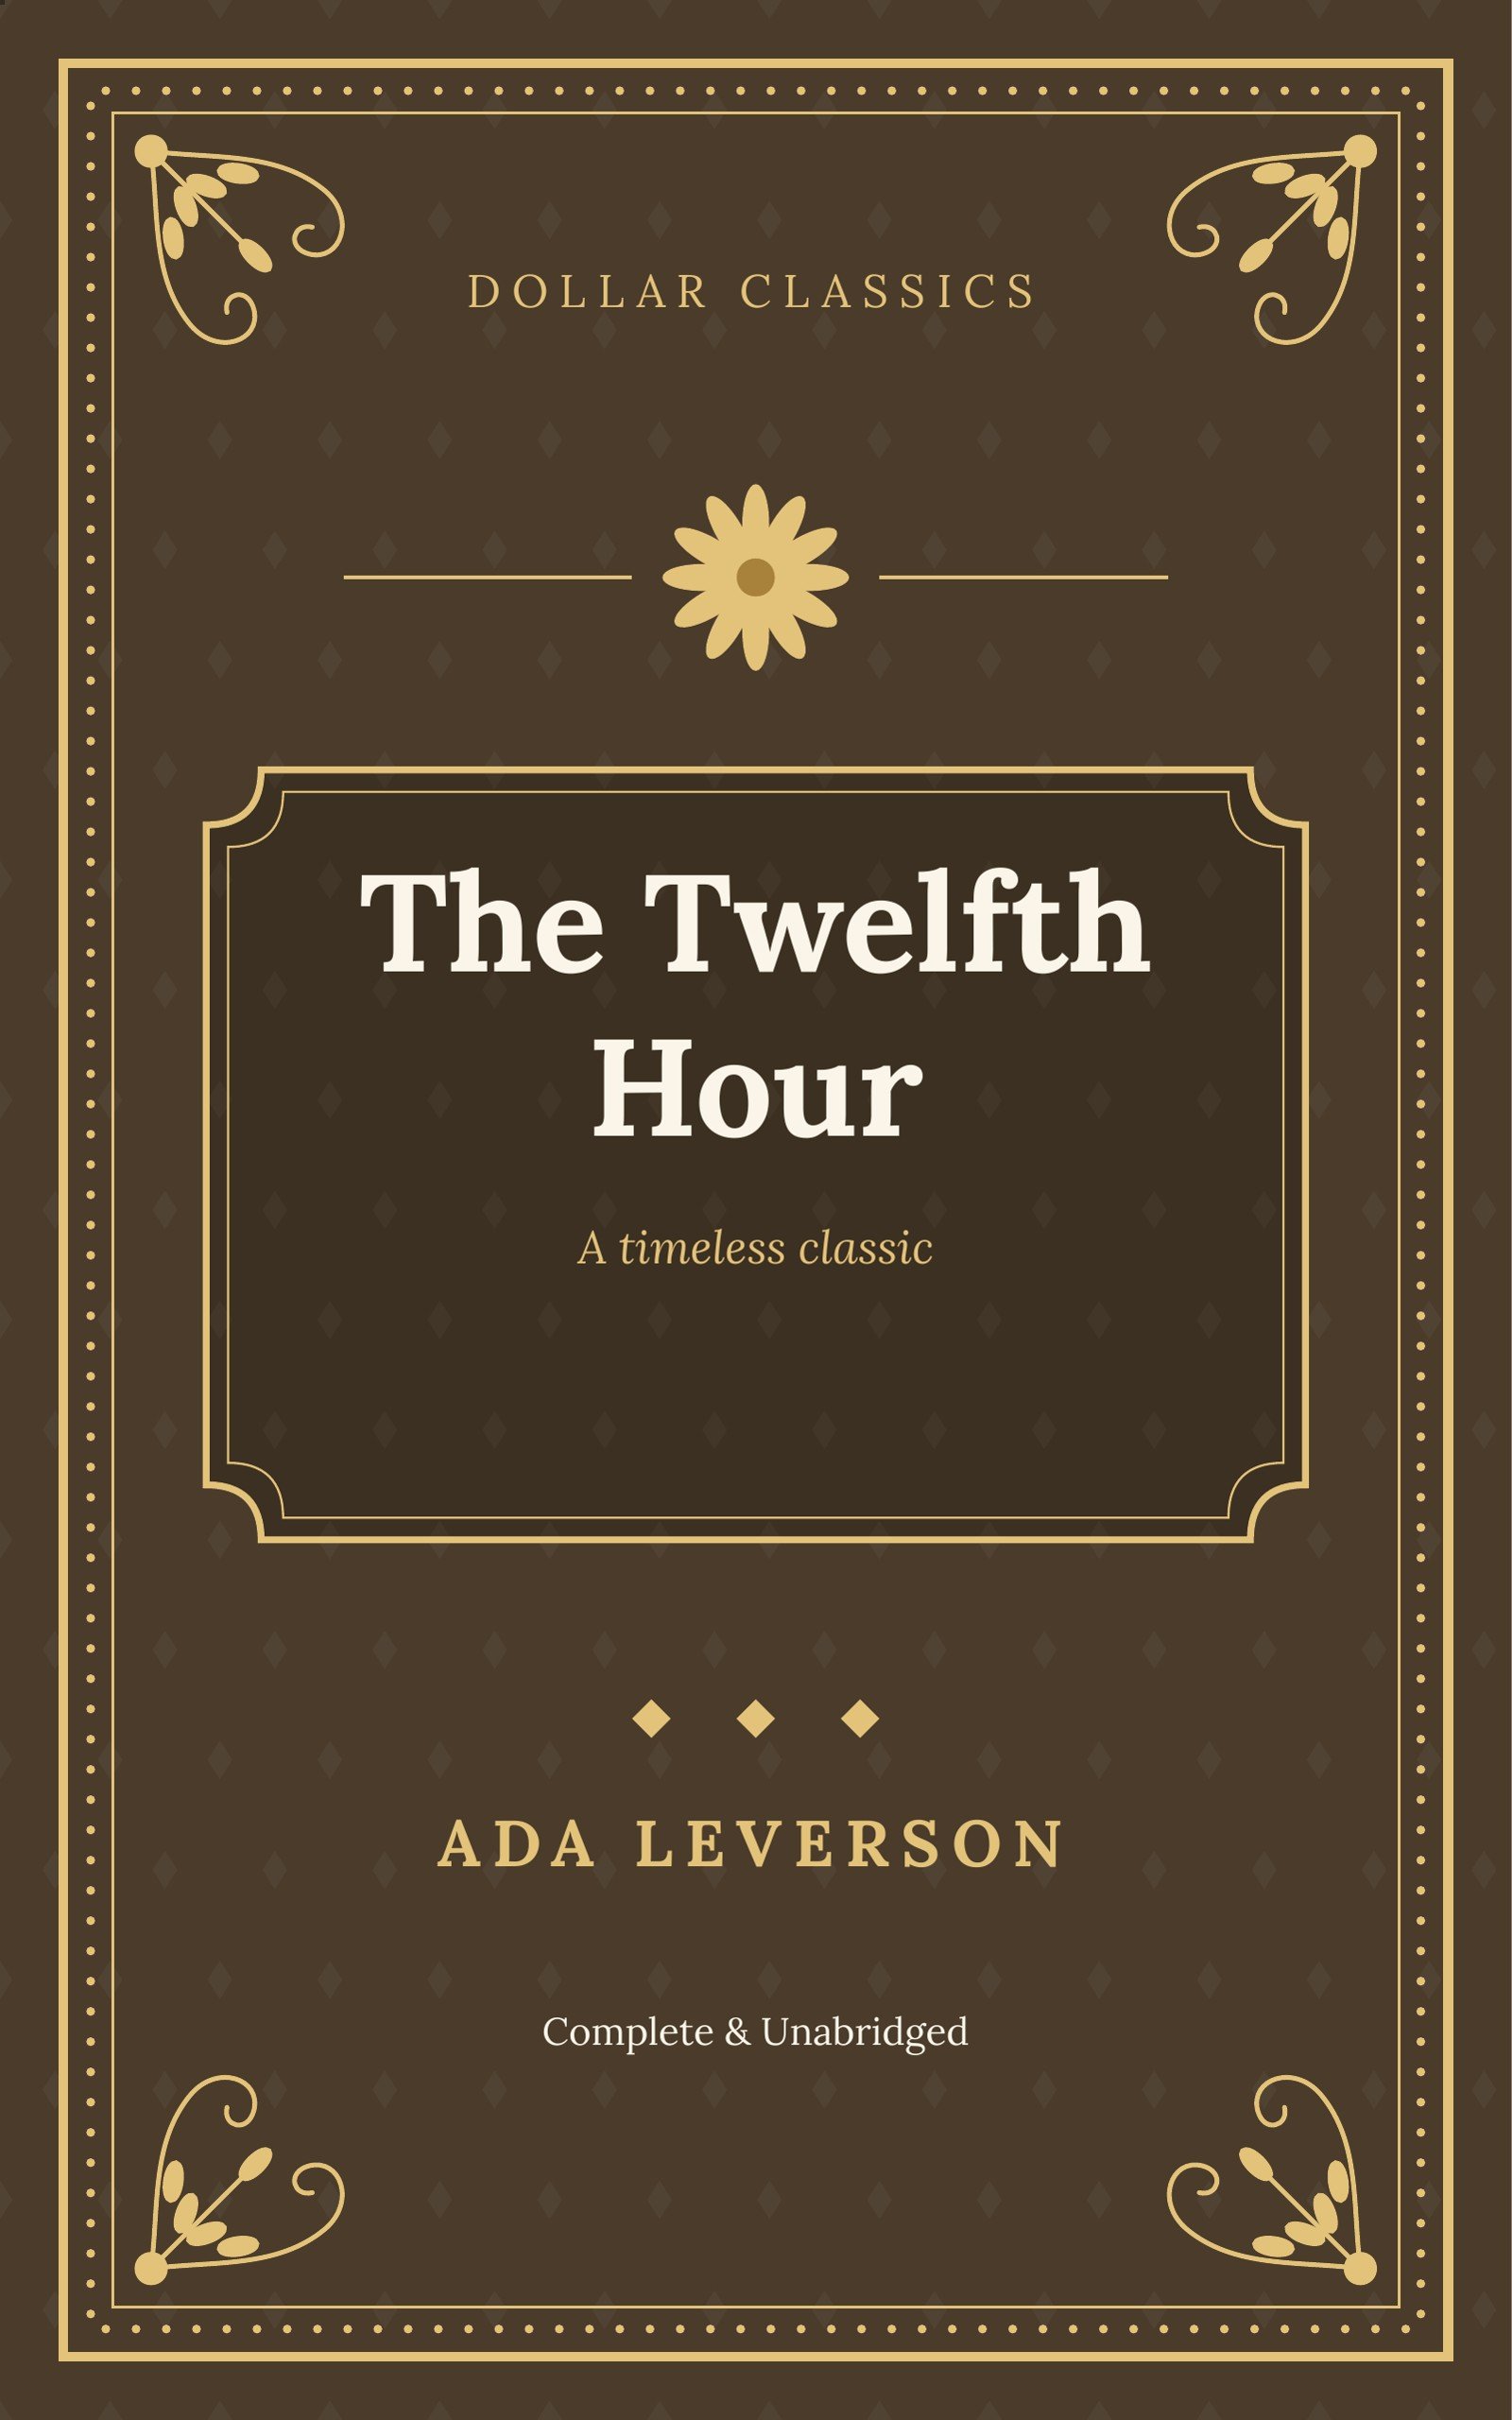 DOLLAR CLASSICS
The Twelfth
Hour
A timeless classic
ADA LEVERSON
Complete & Unabridged